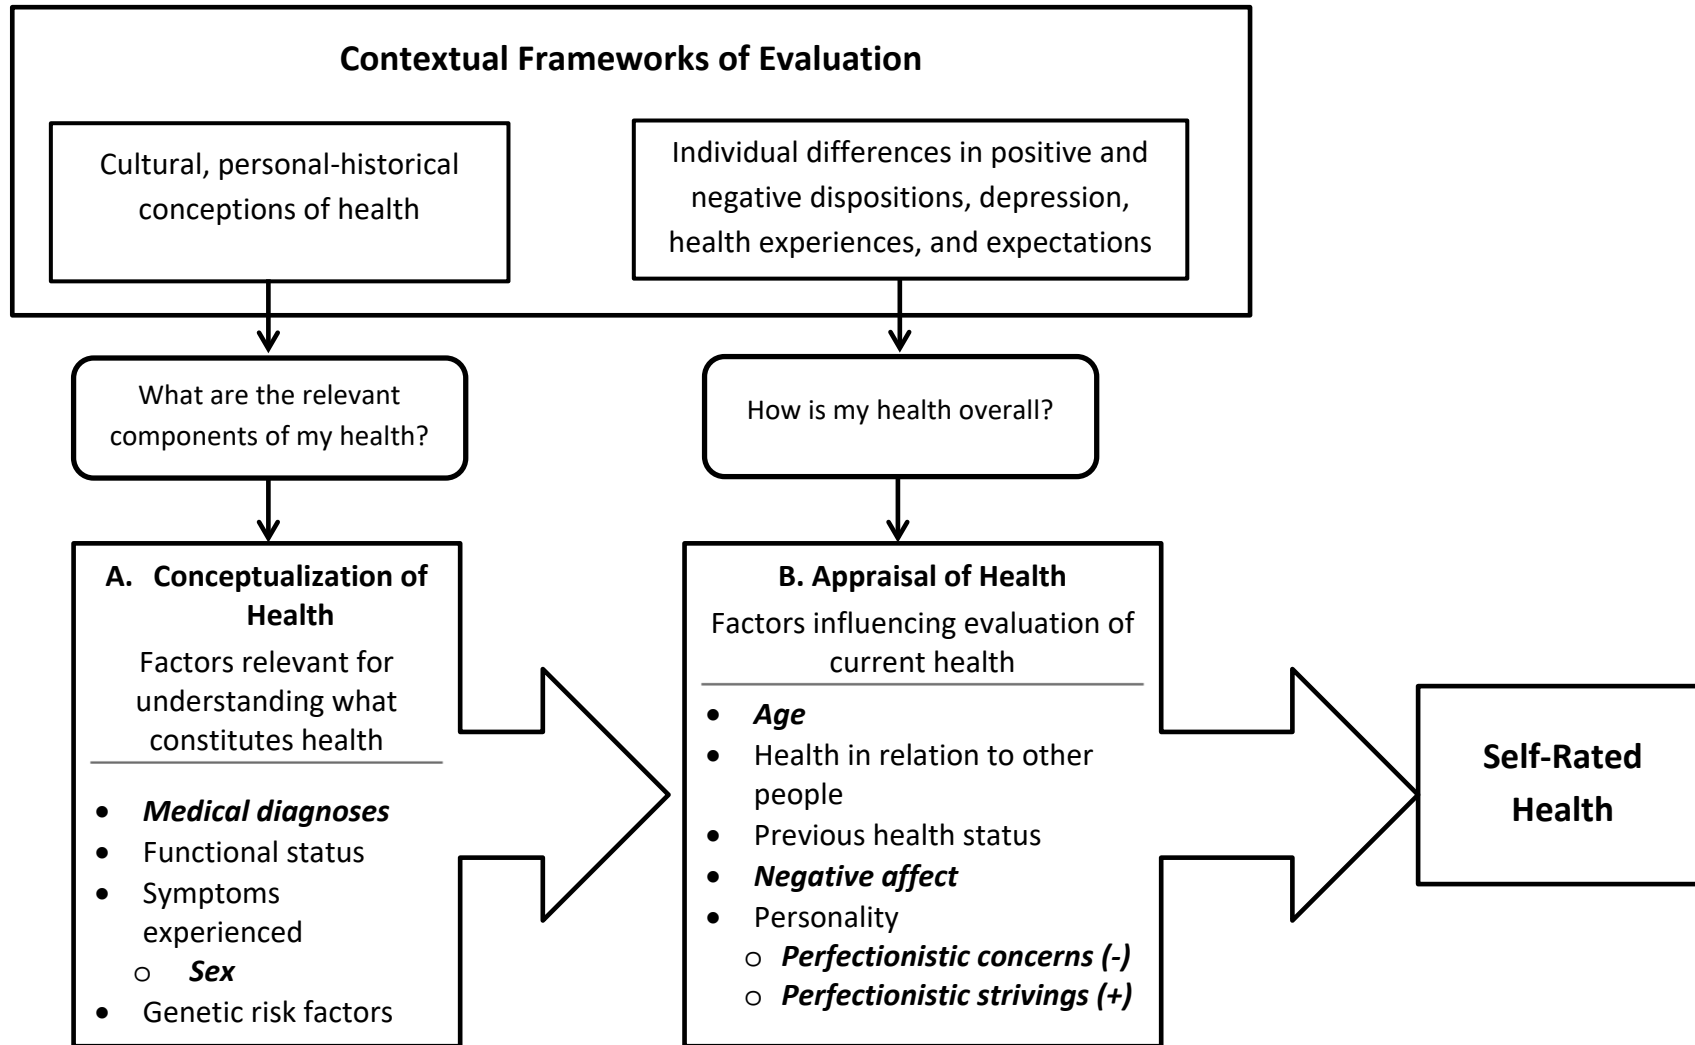 Contextual Frameworks of Evaluation
Cultural, personal-historical
conceptions of health
Individual differences in positive and
negative dispositions, depression,
health experiences, and expectations
What are the relevant
components of my health?
How is my health overall?
A. Conceptualization of
Health
Factors relevant for
understanding what
constitutes health
• Medical diagnoses
• Functional status
• Symptoms
experienced
o Sex
• Genetic risk factors
B. Appraisal of Health
Factors influencing evaluation of
current health
• Age
• Health in relation to other
people
• Previous health status
• Negative affect
• Personality
o Perfectionistic concerns (-)
o Perfectionistic strivings (+)
Self-Rated
Health